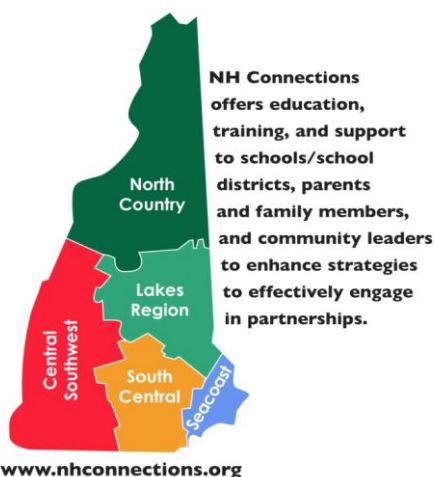 NH Connections
offers education,
training, and support
to schools/school
districts, parents
and family members,
and community leaders
to enhance strategies
to effectively engage
in partnerships.
North
Country
Lakes
Region
Central
Southwest
South
Central
Seacoast
www.nhconnections.org